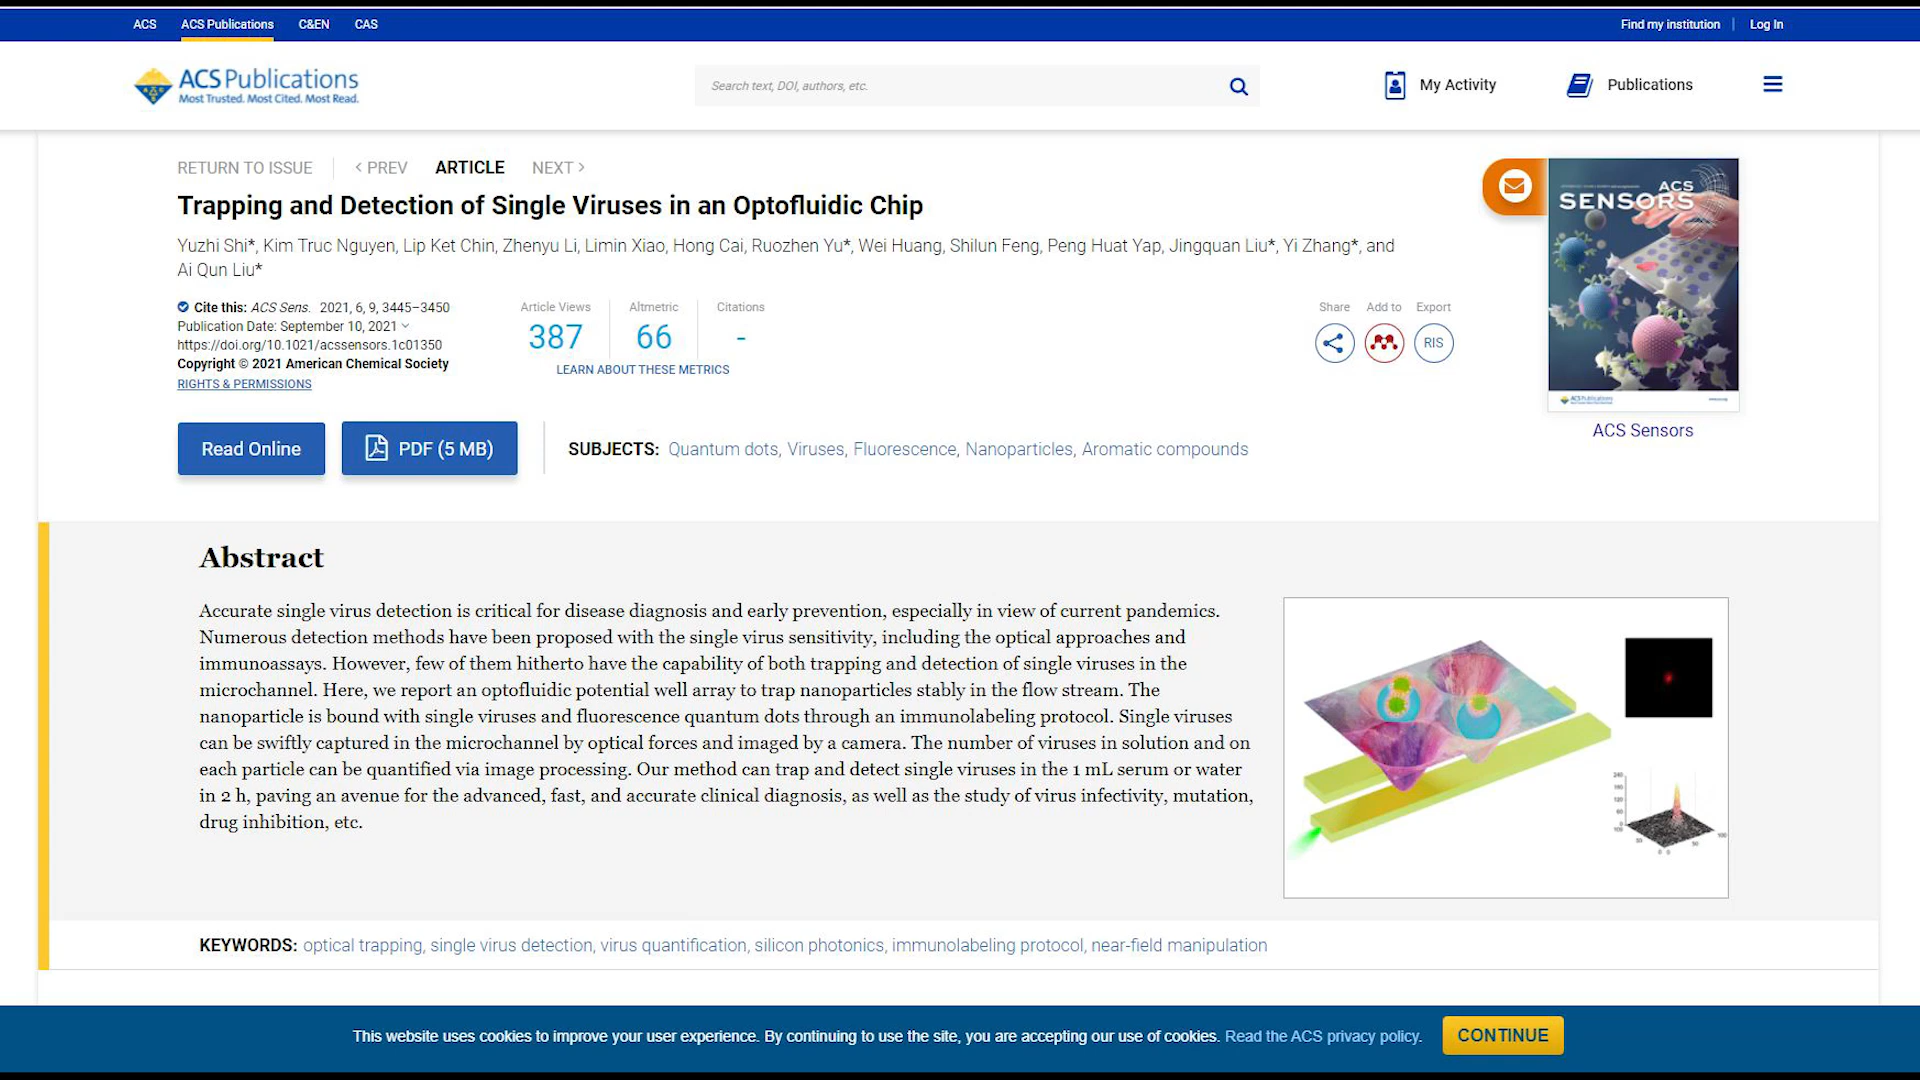 ACS ACS Publications C&EN CAS Find my institution Log In
ACS Publications
Most Trusted. Most Cited. Most Read.
Search text, DOI, authors, etc.
My Activity Publications
RETURN TO ISSUE < PREV ARTICLE NEXT >
Trapping and Detection of Single Viruses in an Optofluidic Chip
Yuzhi Shi*, Kim Truc Nguyen, Lip Ket Chin, Zhenyu Li, Limin Xiao, Hong Cai, Ruozhen Yu*, Wei Huang, Shilun Feng, Peng Huat Yap, Jingquan Liu*, Yi Zhang*, and
Ai Qun Liu*
Cite this: ACS Sens. 2021, 6, 9, 3445–3450
Publication Date: September 10, 2021
https://doi.org/10.1021/acssensors.1c01350
Copyright © 2021 American Chemical Society
RIGHTS & PERMISSIONS
Article Views Altmetric Citations
387 66 -
LEARN ABOUT THESE METRICS
Share Add to Export
RIS
ACS
SENSORS
ACS Publications
ACS Sensors
Read Online PDF (5 MB)
SUBJECTS: Quantum dots, Viruses, Fluorescence, Nanoparticles, Aromatic compounds
Abstract
Accurate single virus detection is critical for disease diagnosis and early prevention, especially in view of current pandemics.
Numerous detection methods have been proposed with the single virus sensitivity, including the optical approaches and
immunoassays. However, few of them hitherto have the capability of both trapping and detection of single viruses in the
microchannel. Here, we report an optofluidic potential well array to trap nanoparticles stably in the flow stream. The
nanoparticle is bound with single viruses and fluorescence quantum dots through an immunolabeling protocol. Single viruses
can be swiftly captured in the microchannel by optical forces and imaged by a camera. The number of viruses in solution and on
each particle can be quantified via image processing. Our method can trap and detect single viruses in the 1 mL serum or water
in 2 h, paving an avenue for the advanced, fast, and accurate clinical diagnosis, as well as the study of virus infectivity, mutation,
drug inhibition, etc.
KEYWORDS: optical trapping, single virus detection, virus quantification, silicon photonics, immunolabeling protocol, near-field manipulation
This website uses cookies to improve your user experience. By continuing to use the site, you are accepting our use of cookies. Read the ACS privacy policy.
CONTINUE